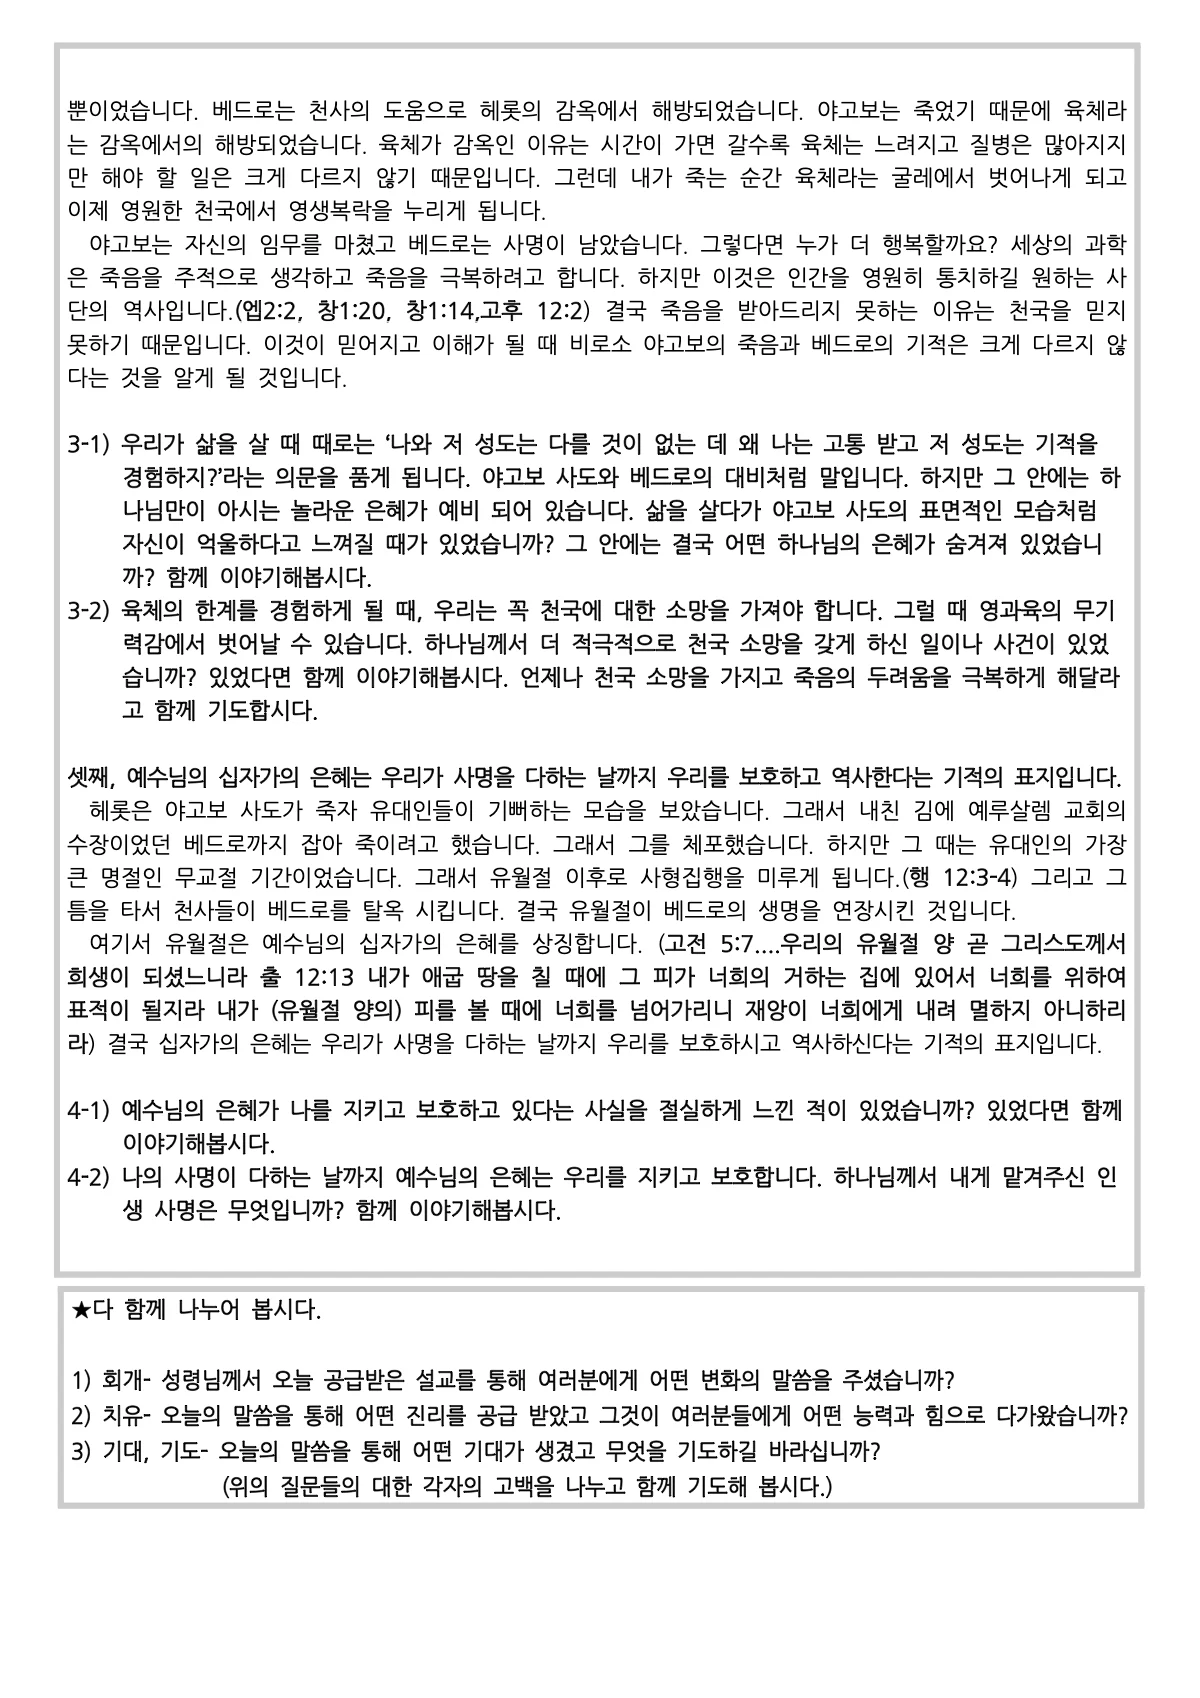 뿐이었습니다. 베드로는 천사의 도움으로 헤롯의 감옥에서 해방되었습니다. 야고보는 죽었기 때문에 육체라
는 감옥에서의 해방되었습니다. 육체가 감옥인 이유는 시간이 가면 갈수록 육체는 느려지고 질병은 많아지지
만 해야 할 일은 크게 다르지 않기 때문입니다. 그런데 내가 죽는 순간 육체라는 굴레에서 벗어나게 되고
이제 영원한 천국에서 영생복락을 누리게 됩니다.
야고보는 자신의 임무를 마쳤고 베드로는 사명이 남았습니다. 그렇다면 누가 더 행복할까요? 세상의 과학
은 죽음을 주적으로 생각하고 죽음을 극복하려고 합니다. 하지만 이것은 인간을 영원히 통치하길 원하는 사
단의 역사입니다.(엡2:2, 창1:20, 창1:14,고후 12:2) 결국 죽음을 받아드리지 못하는 이유는 천국을 믿지
못하기 때문입니다. 이것이 믿어지고 이해가 될 때 비로소 야고보의 죽음과 베드로의 기적은 크게 다르지 않
다는 것을 알게 될 것입니다.
3-1) 우리가 삶을 살 때 때로는 ‘나와 저 성도는 다를 것이 없는 데 왜 나는 고통 받고 저 성도는 기적을
경험하지?’라는 의문을 품게 됩니다. 야고보 사도와 베드로의 대비처럼 말입니다. 하지만 그 안에는 하
나님만이 아시는 놀라운 은혜가 예비 되어 있습니다. 삶을 살다가 야고보 사도의 표면적인 모습처럼
자신이 억울하다고 느껴질 때가 있었습니까? 그 안에는 결국 어떤 하나님의 은혜가 숨겨져 있었습니
까? 함께 이야기해봅시다.
3-2) 육체의 한계를 경험하게 될 때, 우리는 꼭 천국에 대한 소망을 가져야 합니다. 그럴 때 영과육의 무기
력감에서 벗어날 수 있습니다. 하나님께서 더 적극적으로 천국 소망을 갖게 하신 일이나 사건이 있었
습니까? 있었다면 함께 이야기해봅시다. 언제나 천국 소망을 가지고 죽음의 두려움을 극복하게 해달라
고 함께 기도합시다.
셋째, 예수님의 십자가의 은혜는 우리가 사명을 다하는 날까지 우리를 보호하고 역사한다는 기적의 표지입니다.
헤롯은 야고보 사도가 죽자 유대인들이 기뻐하는 모습을 보았습니다. 그래서 내친 김에 예루살렘 교회의
수장이었던 베드로까지 잡아 죽이려고 했습니다. 그래서 그를 체포했습니다. 하지만 그 때는 유대인의 가장
큰 명절인 무교절 기간이었습니다. 그래서 유월절 이후로 사형집행을 미루게 됩니다.(행 12:3-4) 그리고 그
틈을 타서 천사들이 베드로를 탈옥 시킵니다. 결국 유월절이 베드로의 생명을 연장시킨 것입니다.
여기서 유월절은 예수님의 십자가의 은혜를 상징합니다. (고전 5:7....우리의 유월절 양 곧 그리스도께서
희생이 되셨느니라 출 12:13 내가 애굽 땅을 칠 때에 그 피가 너희의 거하는 집에 있어서 너희를 위하여
표적이 될지라 내가 (유월절 양의) 피를 볼 때에 너희를 넘어가리니 재앙이 너희에게 내려 멸하지 아니하리
라) 결국 십자가의 은혜는 우리가 사명을 다하는 날까지 우리를 보호하시고 역사하신다는 기적의 표지입니다.
4-1) 예수님의 은혜가 나를 지키고 보호하고 있다는 사실을 절실하게 느낀 적이 있었습니까? 있었다면 함께
이야기해봅시다.
4-2) 나의 사명이 다하는 날까지 예수님의 은혜는 우리를 지키고 보호합니다. 하나님께서 내게 맡겨주신 인
생 사명은 무엇입니까? 함께 이야기해봅시다.
★다 함께 나누어 봅시다.
1) 회개- 성령님께서 오늘 공급받은 설교를 통해 여러분에게 어떤 변화의 말씀을 주셨습니까?
2) 치유- 오늘의 말씀을 통해 어떤 진리를 공급 받았고 그것이 여러분들에게 어떤 능력과 힘으로 다가왔습니까?
3) 기대, 기도- 오늘의 말씀을 통해 어떤 기대가 생겼고 무엇을 기도하길 바라십니까?
(위의 질문들의 대한 각자의 고백을 나누고 함께 기도해 봅시다.)